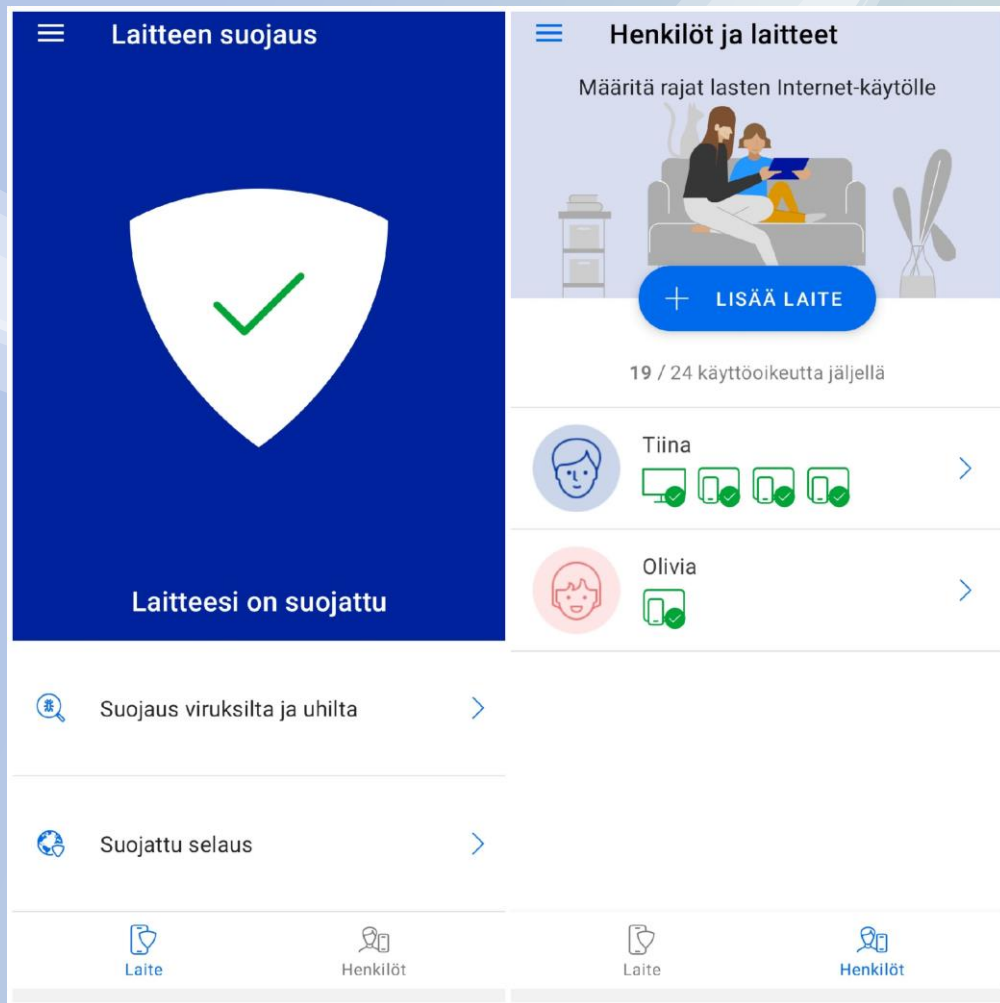 Laitteen suojaus
Laitteesi on suojattu
Suojaus viruksilta ja uhilta
Suojattu selaus
Laite
Henkilöt
Henkilöt ja laitteet
Määritä rajat lasten Internet-käytölle
+ LISÄÄ LAITE
19 / 24 käyttöoikeutta jäljellä
Tiina
Olivia
Laite
Henkilöt